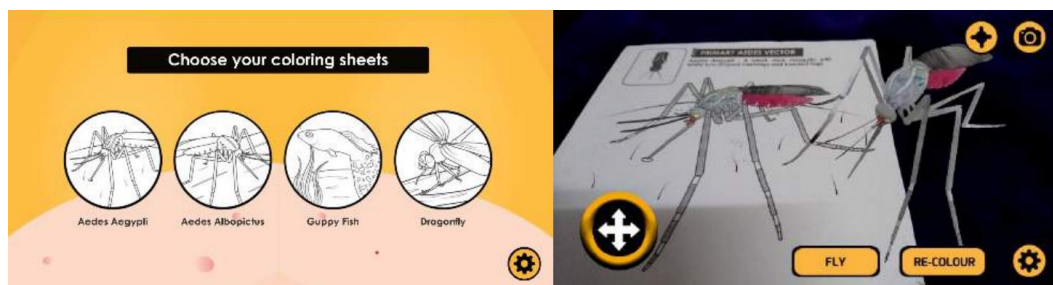 Choose your coloring sheets
Aedes Aegypti
Aedes Albopictus
Guppy Fish
Dragonfly
PRIMARY AEDES VECTOR
FLY
RE-COLOUR